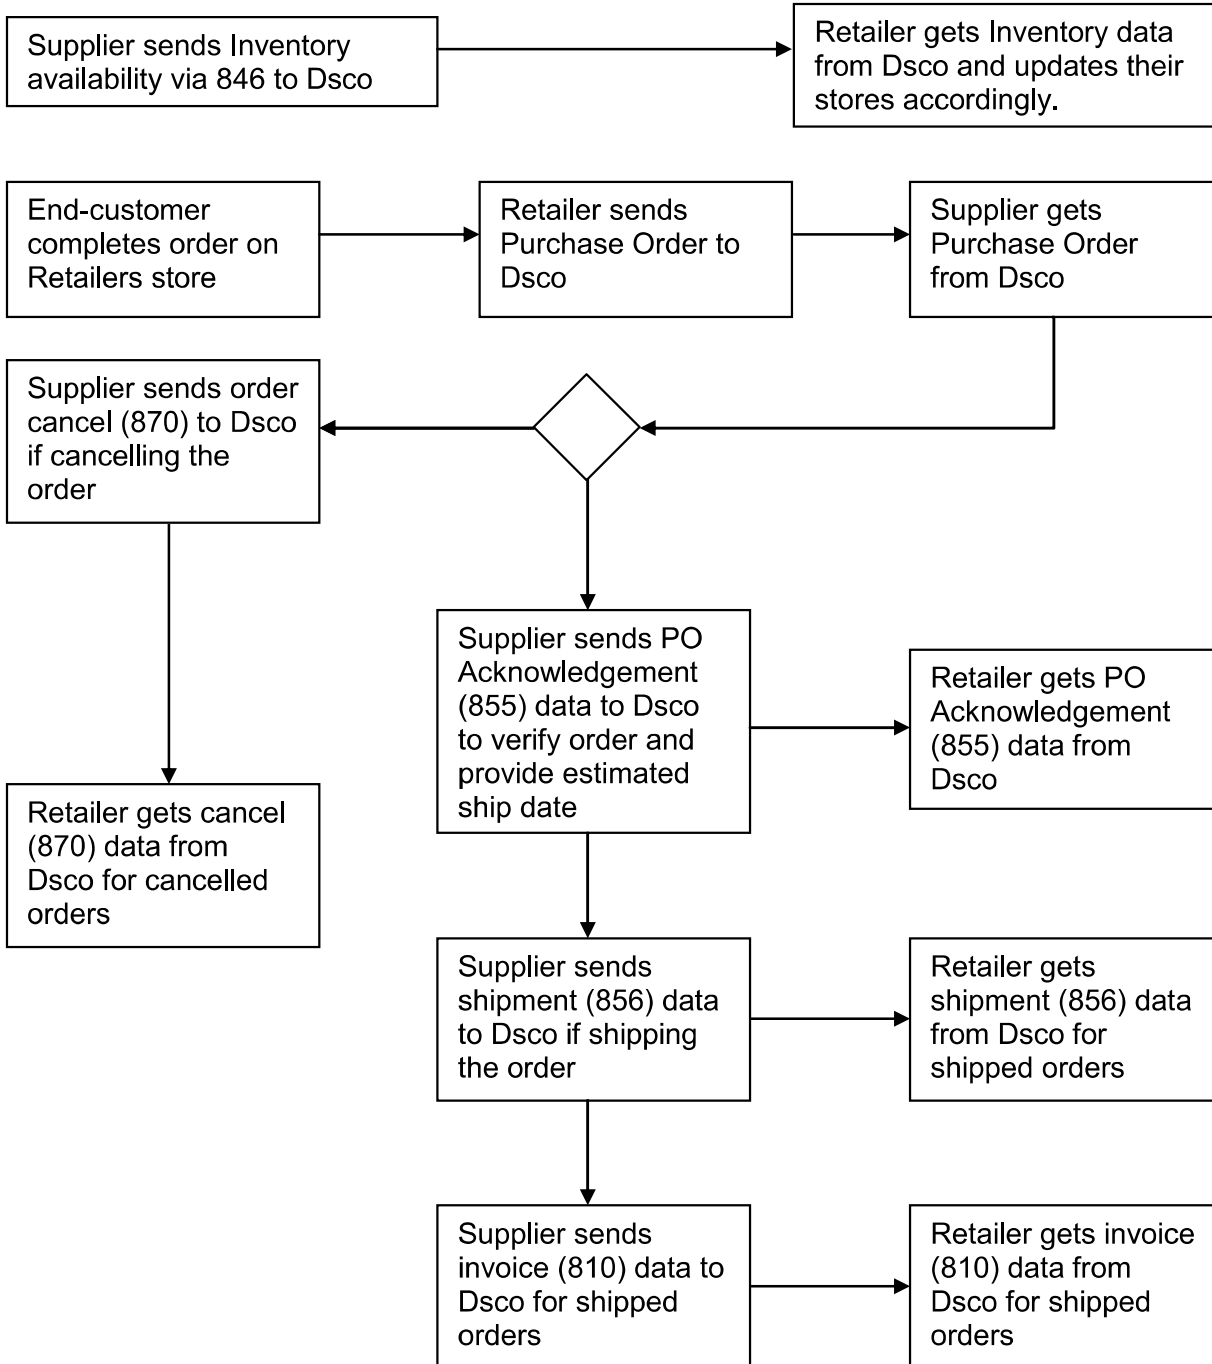 Supplier sends Inventory
availability via 846 to Dsco
Retailer gets Inventory data
from Dsco and updates their
stores accordingly.
End-customer
completes order on
Retailers store
Retailer sends
Purchase Order to
Dsco
Supplier gets
Purchase Order
from Dsco
Supplier sends order
cancel (870) to Dsco
if cancelling the
order
Supplier sends PO
Acknowledgement
(855) data to Dsco
to verify order and
provide estimated
ship date
Retailer gets PO
Acknowledgement
(855) data from
Dsco
Retailer gets cancel
(870) data from
Dsco for cancelled
orders
Supplier sends
shipment (856) data
to Dsco if shipping
the order
Retailer gets
shipment (856) data
from Dsco for
shipped orders
Supplier sends
invoice (810) data to
Dsco for shipped
orders
Retailer gets invoice
(810) data from
Dsco for shipped
orders